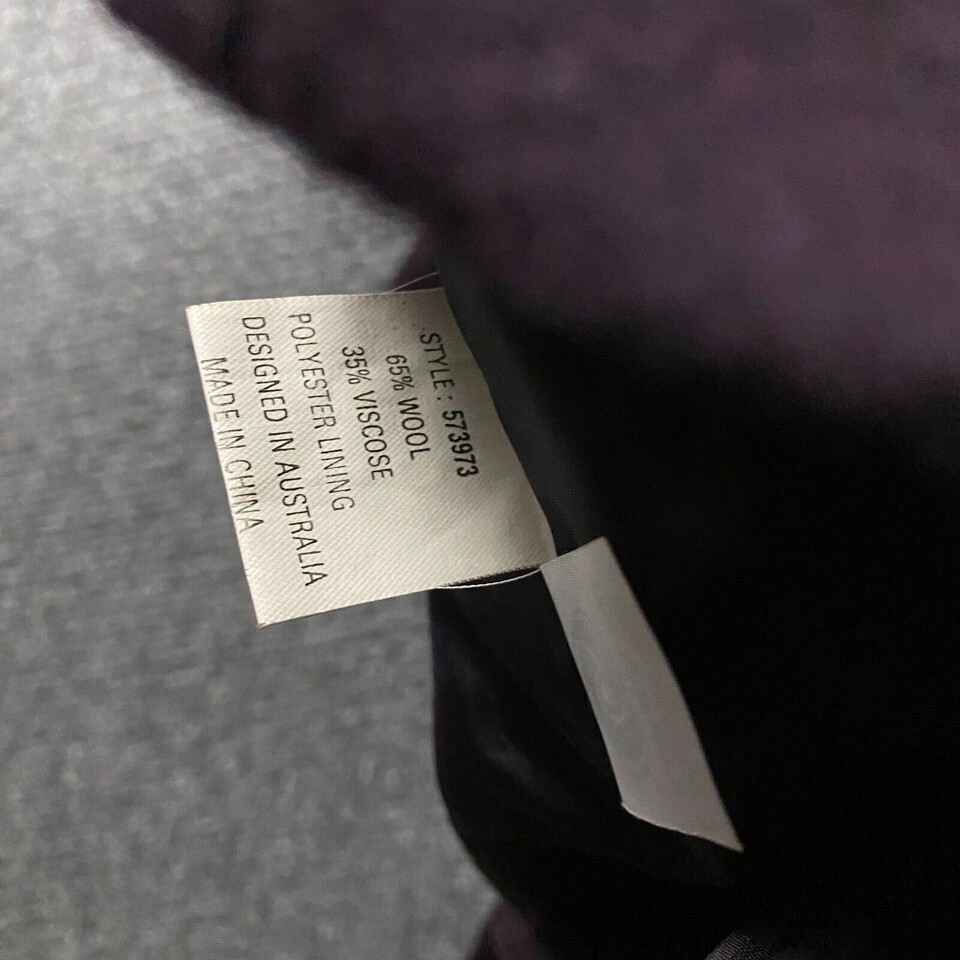 STYLE : 573973
65% WOOL
35% VISCOSE
POLYESTER LINING
DESIGNED IN AUSTRALIA
MADE IN CHINA